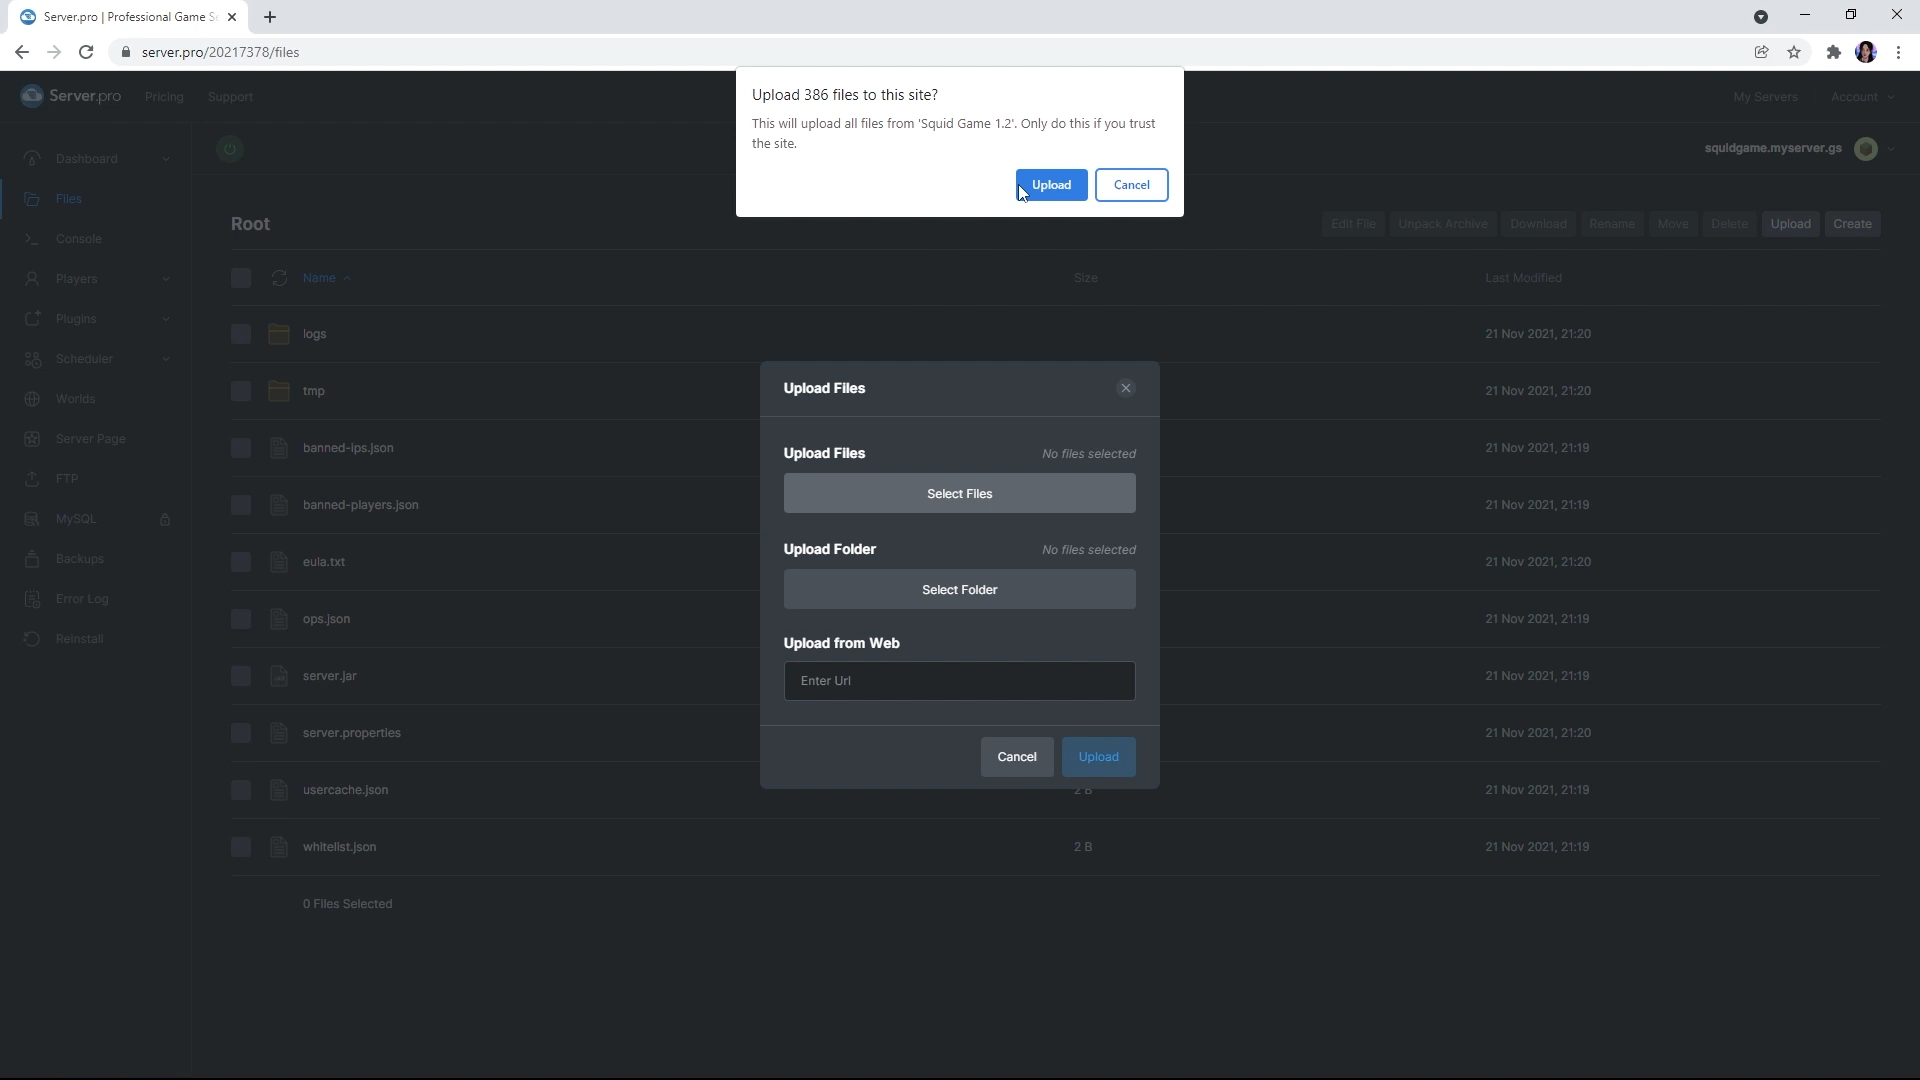 Server.pro | Professional Game Se
server.pro/20217378/files
Upload 386 files to this site?
This will upload all files from 'Squid Game 1.2'. Only do this if you trust
the site.
Upload
Cancel
Server.pro
Pricing
Support
My Servers
Account
squidgame.myserver.gs
Dashboard
Files
Console
Players
Plugins
Scheduler
Worlds
Server Page
FTP
MySQL
Backups
Error Log
Reinstall
Root
Edit File
Unpack Archive
Download
Rename
Move
Delete
Upload
Create
Name
Size
Last Modified
logs
21 Nov 2021, 21:20
tmp
21 Nov 2021, 21:20
banned-ips.json
21 Nov 2021, 21:19
banned-players.json
21 Nov 2021, 21:19
eula.txt
21 Nov 2021, 21:20
ops.json
21 Nov 2021, 21:19
server.jar
21 Nov 2021, 21:19
server.properties
21 Nov 2021, 21:20
usercache.json
2 B
21 Nov 2021, 21:19
whitelist.json
2 B
21 Nov 2021, 21:19
0 Files Selected
Upload Files
Upload Files
No files selected
Select Files
Upload Folder
No files selected
Select Folder
Upload from Web
Enter Url
Cancel
Upload